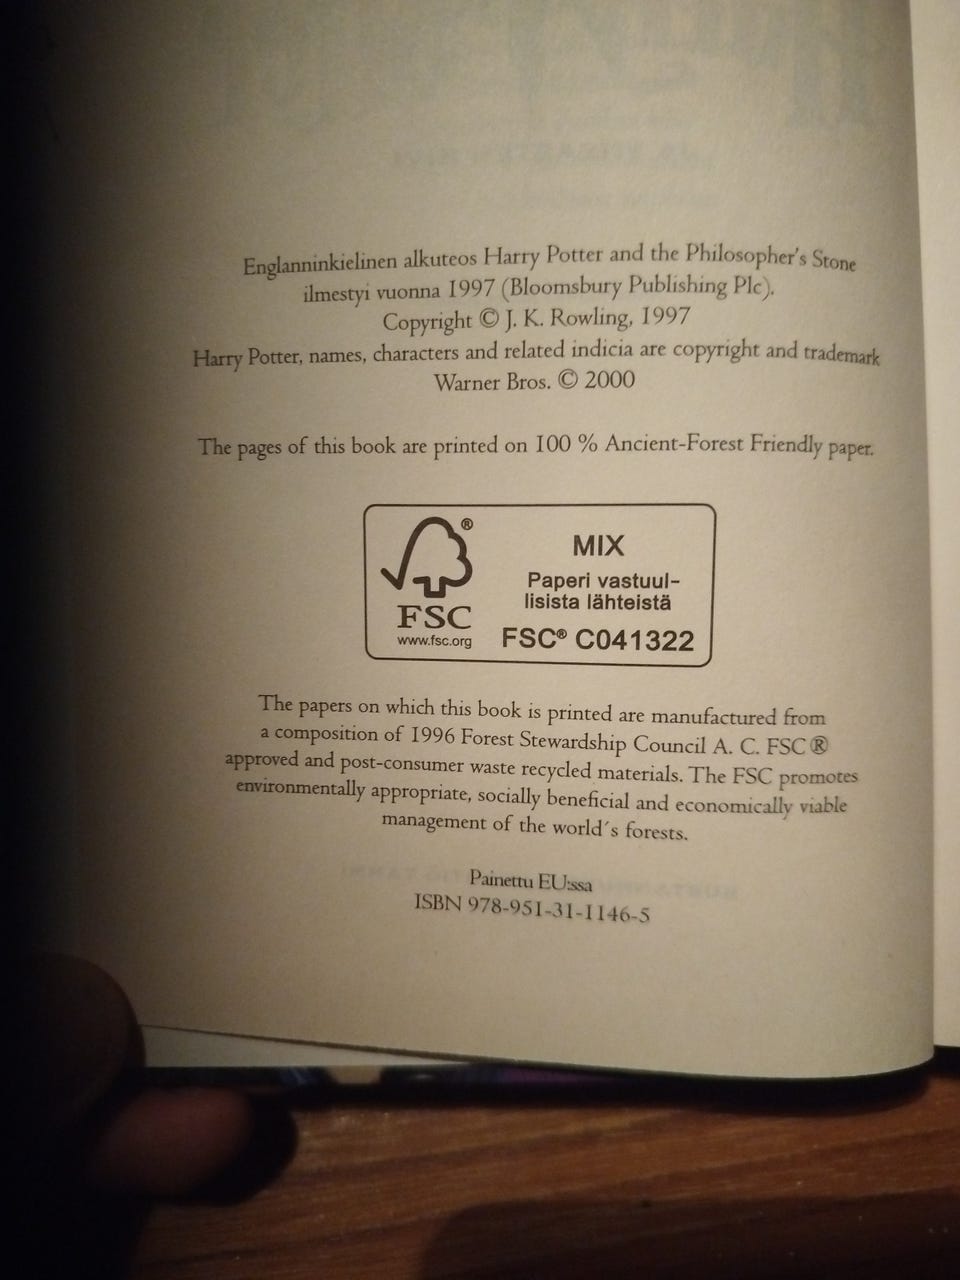 Englanninkielinen alkuteos Harry Potter and the Philosopher's Stone
ilmestyi vuonna 1997 (Bloomsbury Publishing Plc).
Copyright © J. K. Rowling, 1997
Harry Potter, names, characters and related indicia are copyright and trademark
Warner Bros. © 2000
The pages of this book are printed on 100 % Ancient-Forest Friendly paper.
®
FSC
www.fsc.org
MIX
Paperi vastuul-
lisista lähteistä
FSC® C041322
The papers on which this book is printed are manufactured from
a composition of 1996 Forest Stewardship Council A. C. FSC®
approved and post-consumer waste recycled materials. The FSC promotes
environmentally appropriate, socially beneficial and economically viable
management of the world´s forests.
Painettu EU:ssa
ISBN 978-951-31-1146-5